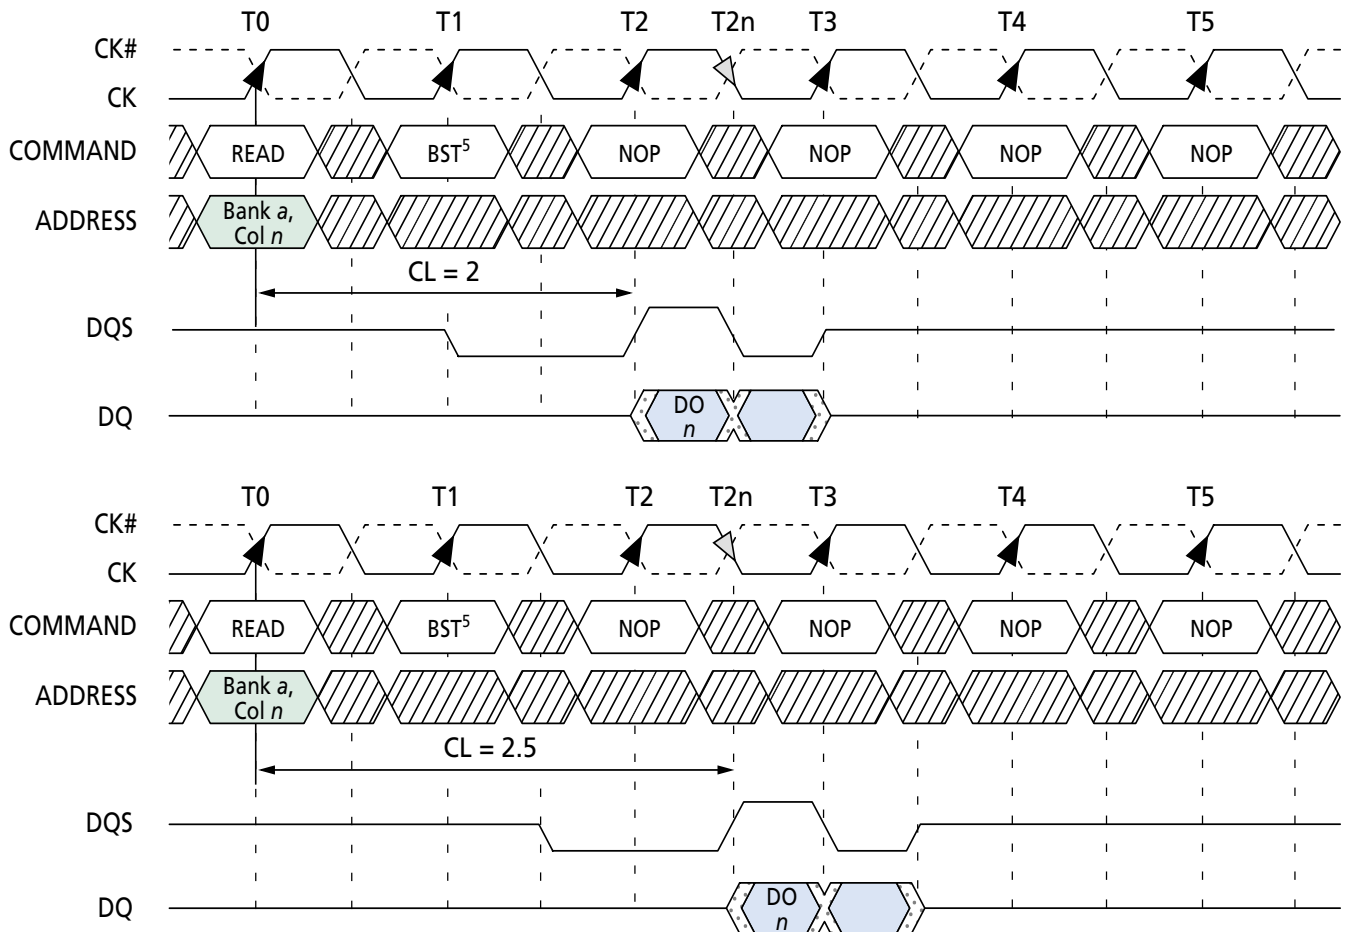 T0 T1 T2 T2n T3 T4 T5
CK#
CK
COMMAND READ BST5 NOP NOP NOP NOP
ADDRESS Bank a,
Col n
CL = 2
DQS
DQ DO
n
T0 T1 T2 T2n T3 T4 T5
CK#
CK
COMMAND READ BST5 NOP NOP NOP NOP
ADDRESS Bank a,
Col n
CL = 2.5
DQS
DQ DO
n